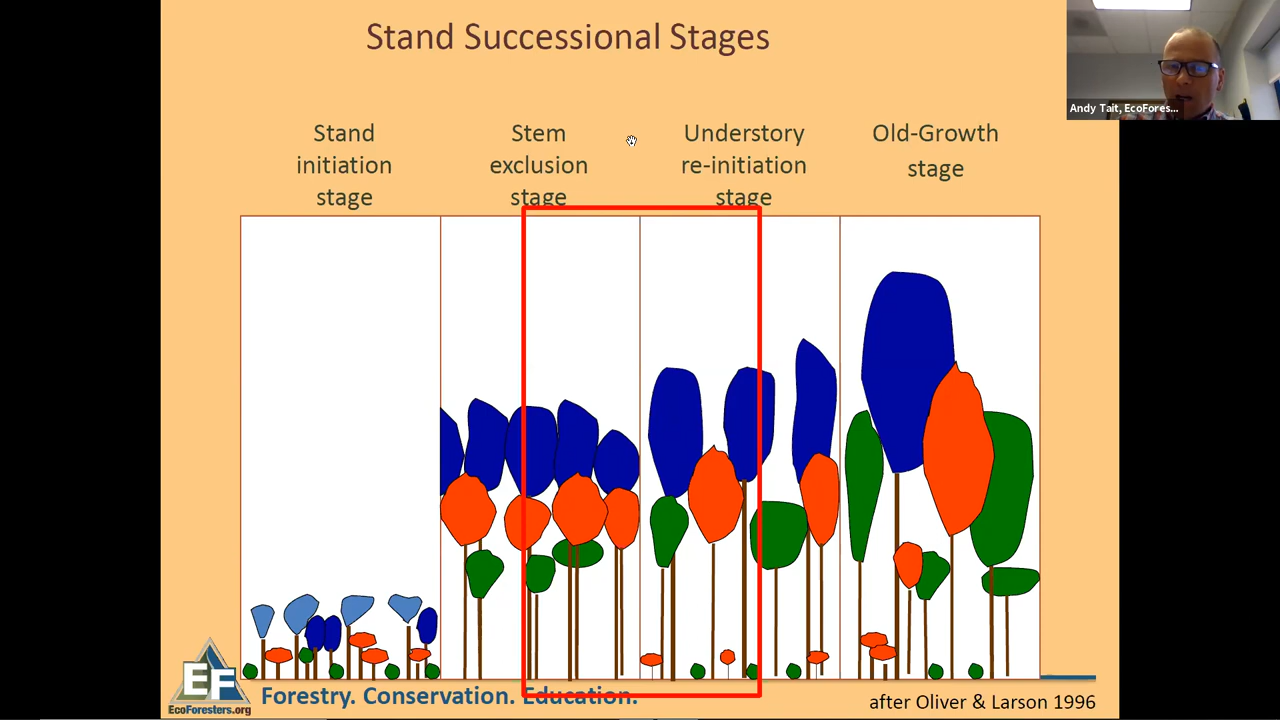 Stand Successional Stages
Andy Tait, EcoFores...
Stand
initiation
stage
Stem
exclusion
stage
Understory
re-initiation
stage
Old-Growth
stage
EF
EcoForesters.org
Forestry. Conservation. Education.
after Oliver & Larson 1996